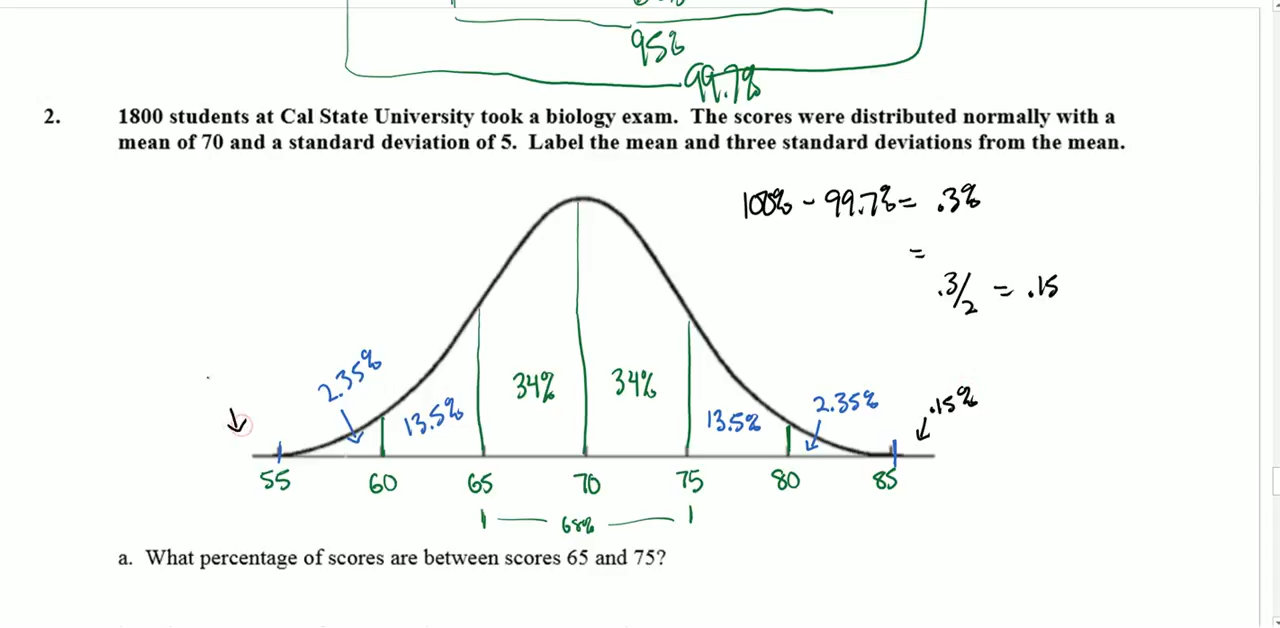 95%
99.7%
2. 1800 students at Cal State University took a biology exam. The scores were distributed normally with a
mean of 70 and a standard deviation of 5. Label the mean and three standard deviations from the mean.
100% - 99.7% = .3%
=
.3/2 = .15
2.35% 13.5% 34% 34% 13.5% 2.35% .15%
55 60 65 70 75 80 85
68%
a. What percentage of scores are between scores 65 and 75?